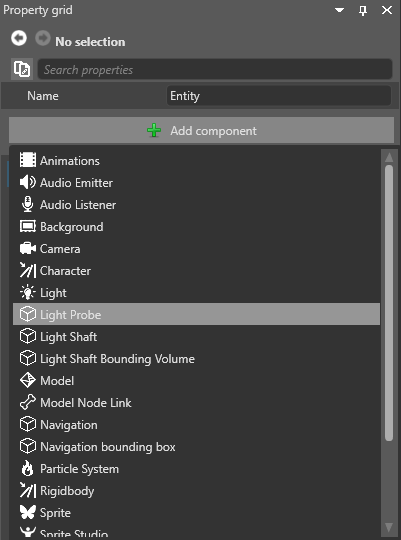 Property grid
No selection
Search properties
Name Entity
Add component
Animations
Audio Emitter
Audio Listener
Background
Camera
Character
Light
Light Probe
Light Shaft
Light Shaft Bounding Volume
Model
Model Node Link
Navigation
Navigation bounding box
Particle System
Rigidbody
Sprite
Sprite Studio